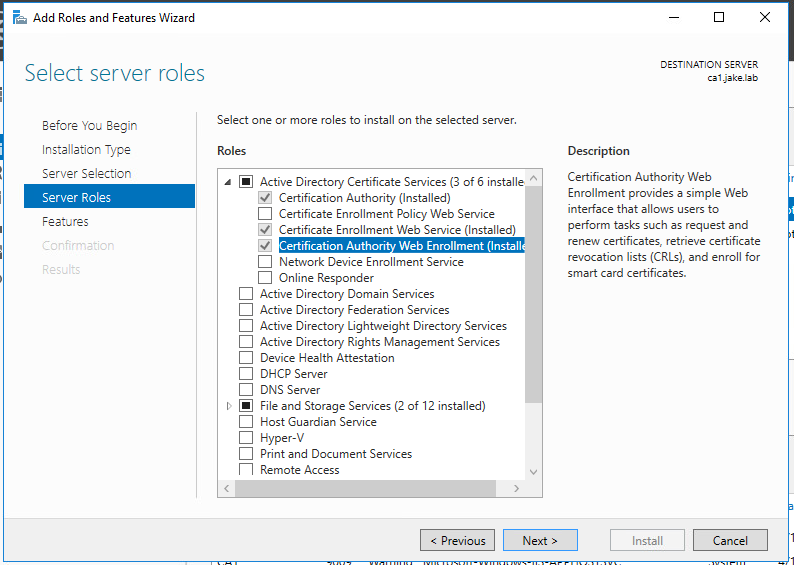 Add Roles and Features Wizard
Select server roles
DESTINATION SERVER
ca1.jake.lab
Before You Begin
Installation Type
Server Selection
Server Roles
Features
Confirmation
Results
Select one or more roles to install on the selected server.
Roles
Active Directory Certificate Services (3 of 6 installe
Certification Authority (Installed)
Certificate Enrollment Policy Web Service
Certificate Enrollment Web Service (Installed)
Certification Authority Web Enrollment (Installe
Network Device Enrollment Service
Online Responder
Active Directory Domain Services
Active Directory Federation Services
Active Directory Lightweight Directory Services
Active Directory Rights Management Services
Device Health Attestation
DHCP Server
DNS Server
File and Storage Services (2 of 12 installed)
Host Guardian Service
Hyper-V
Print and Document Services
Remote Access
Description
Certification Authority Web
Enrollment provides a simple Web
interface that allows users to
perform tasks such as request and
renew certificates, retrieve certificate
revocation lists (CRLs), and enroll for
smart card certificates.
< Previous
Next >
Install
Cancel